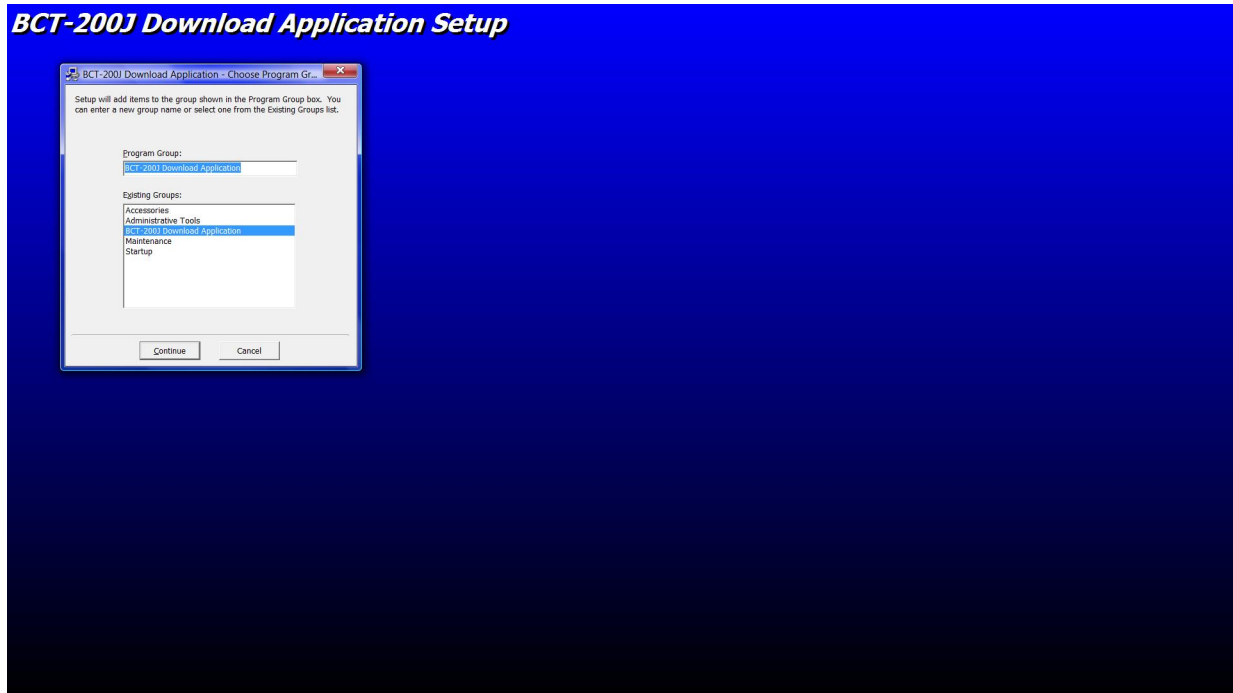 BCT-200J Download Application Setup
BCT-200J Download Application - Choose Program Gr...
Setup will add items to the group shown in the Program Group box. You
can enter a new group name or select one from the Existing Groups list.
Program Group:
BCT-200J Download Application
Existing Groups:
Accessories
Administrative Tools
BCT-200J Download Application
Maintenance
Startup
Continue
Cancel